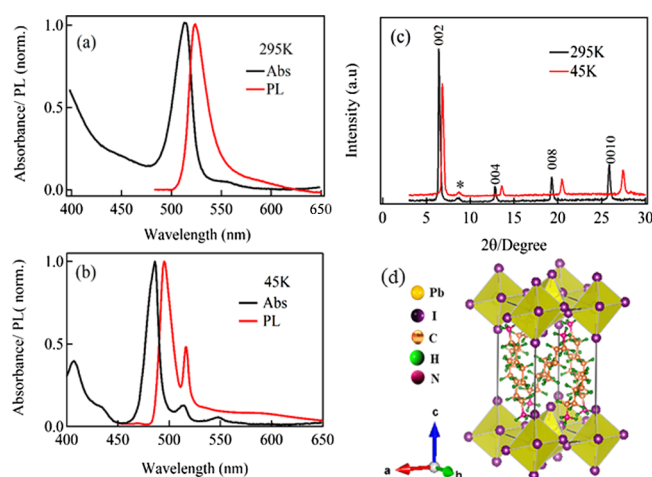 (a)
295K
Abs
PL
Absorbance/ PL (norm.)
1.0
0.5
0.0
400 450 500 550 600 650
Wavelength (nm)
(b)
45K
Abs
PL
Absorbance/ PL( norm.)
1.0
0.5
0.0
400 450 500 550 600 650
Wavelength (nm)
(c)
295K
45K
Intensity (a.u)
002
*
004
008
0010
0 5 10 15 20 25 30
2θ/Degree
(d)
Pb
I
C
H
N
c
a
b